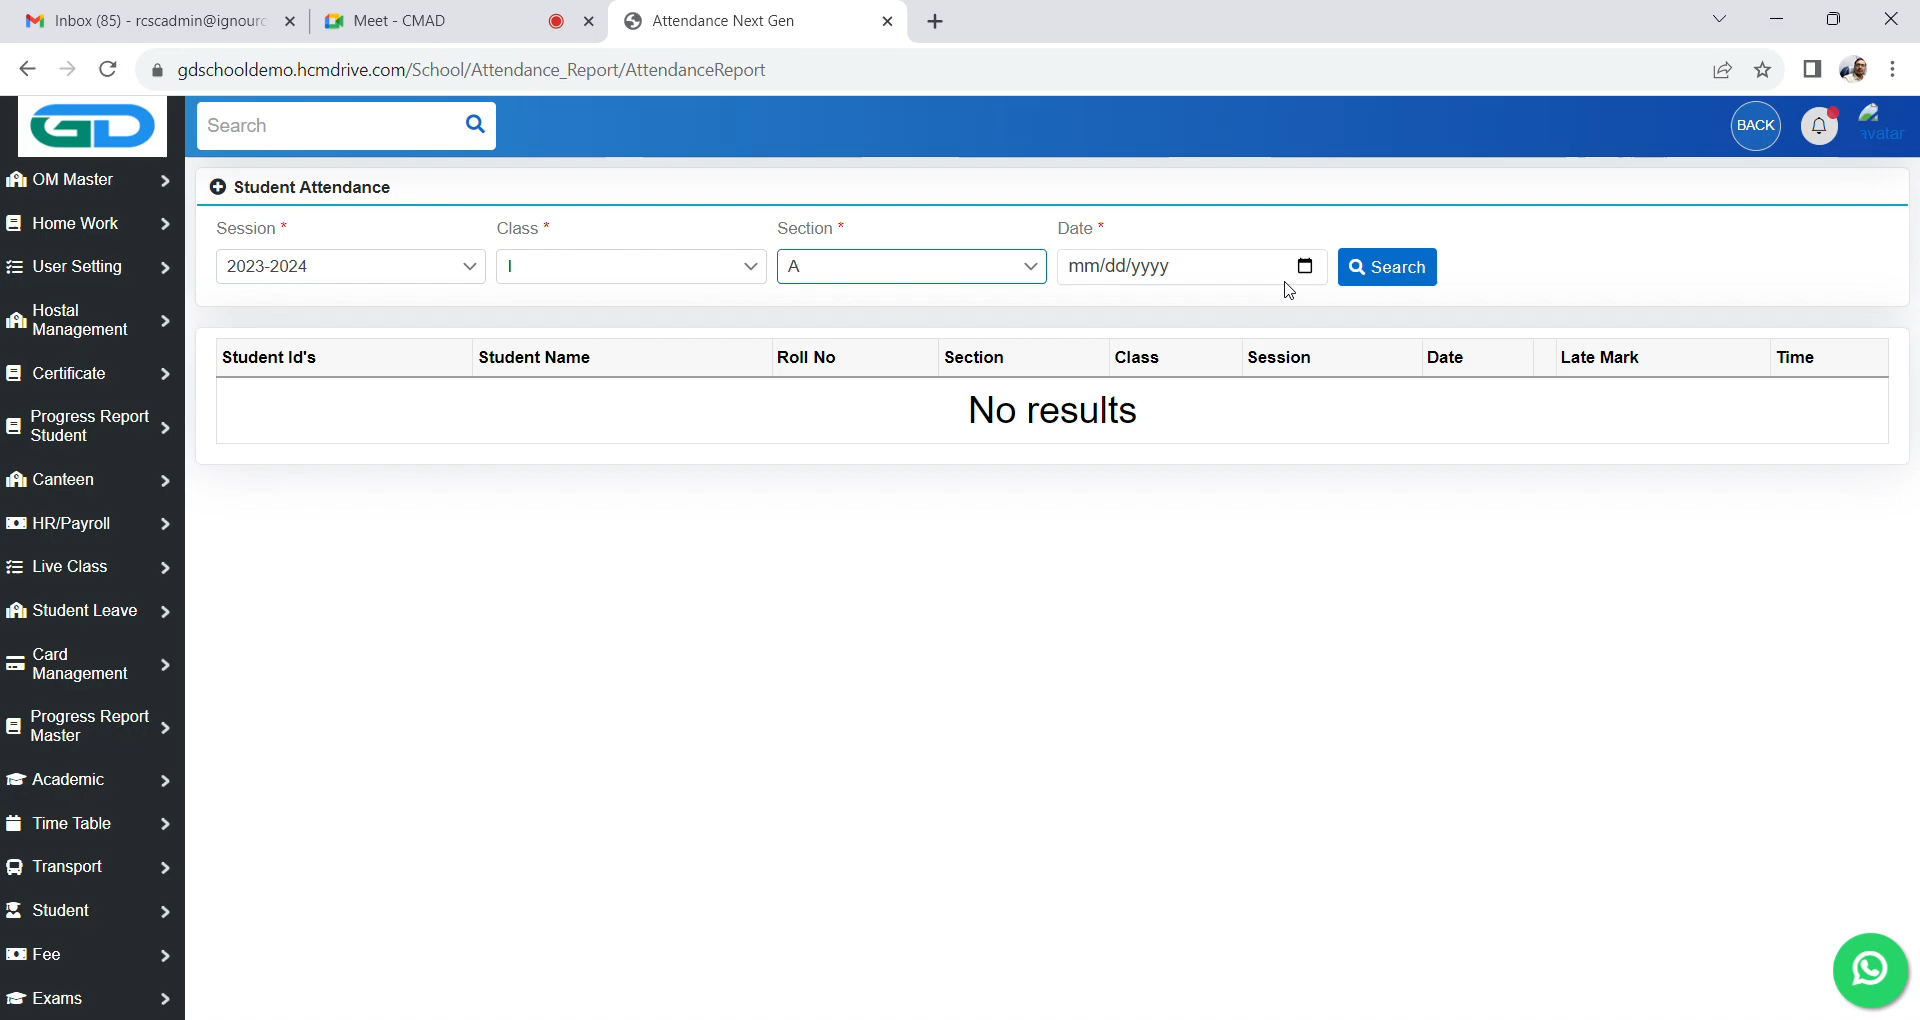 Inbox (85) - rcscadmin@ignourc
Meet - CMAD
Attendance Next Gen
gdschooldemo.hcmdrive.com/School/Attendance_Report/AttendanceReport
GD
Search
BACK
avatar
OM Master
Home Work
User Setting
Hostal
Management
Certificate
Progress Report
Student
Canteen
HR/Payroll
Live Class
Student Leave
Card
Management
Progress Report
Master
Academic
Time Table
Transport
Student
Fee
Exams
Student Attendance
Session * Class * Section * Date *
2023-2024 I A mm/dd/yyyy Search
Student Id's Student Name Roll No Section Class Session Date Late Mark Time
No results